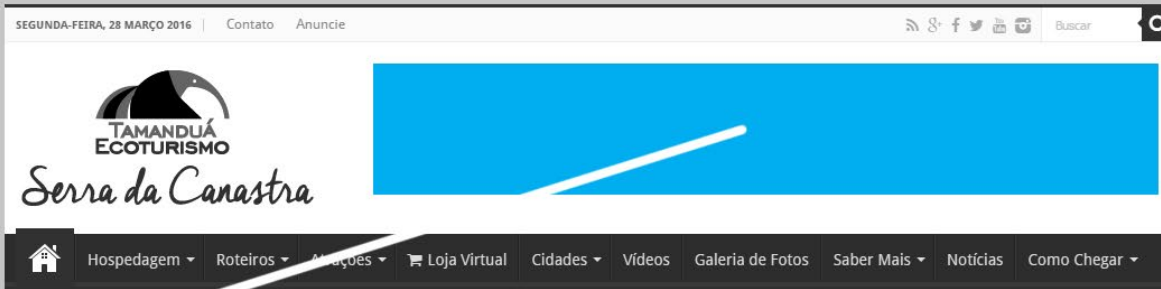 SEGUNDA-FEIRA, 28 MARÇO 2016 | Contato Anuncie Buscar
TAMANDUÁ
ECOTURISMO
Serra da Canastra
Hospedagem Roteiros Atrações Loja Virtual Cidades Vídeos Galeria de Fotos Saber Mais Notícias Como Chegar